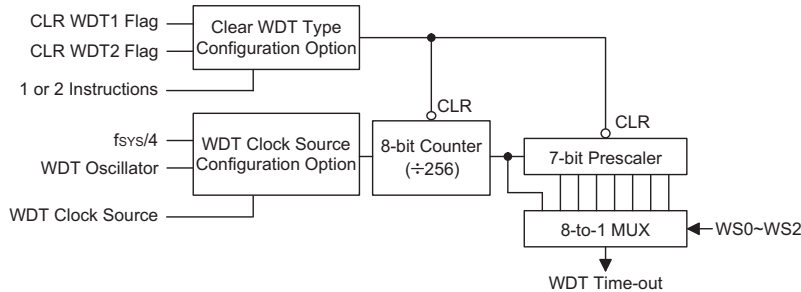 CLR WDT1 Flag
CLR WDT2 Flag
1 or 2 Instructions
Clear WDT Type
Configuration Option
CLR
CLR
fSYS/4
WDT Oscillator
WDT Clock Source
WDT Clock Source
Configuration Option
8-bit Counter
(÷256)
7-bit Prescaler
8-to-1 MUX
WS0~WS2
WDT Time-out